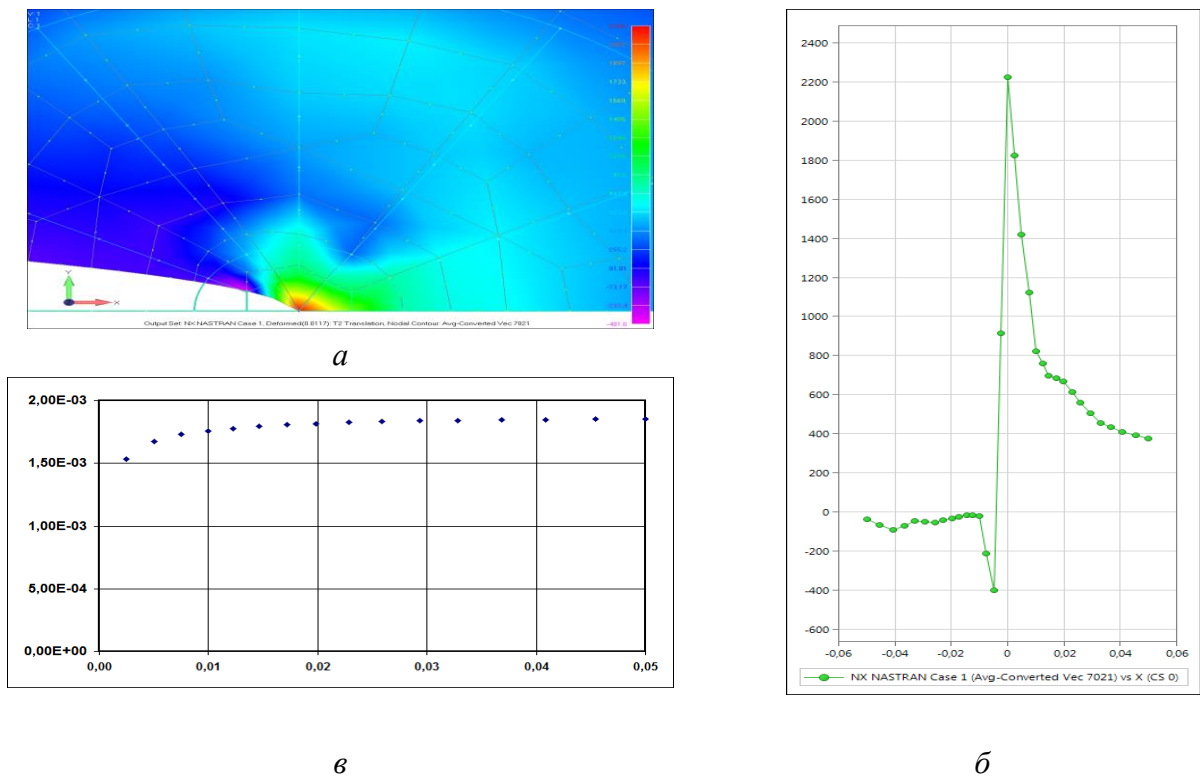 Y
X
Output Set: NX NASTRAN Case 1, Deformed(0.0117): T2 Translation, Nodal Contour: Avg-Converted Vec 7021
а
2,00E-03
1,50E-03
1,00E-03
5,00E-04
0,00E+00
0,00 0,01 0,02 0,03 0,04 0,05
в
2400
2200
2000
1800
1600
1400
1200
1000
800
600
400
200
0
-200
-400
-600
-0,06 -0,04 -0,02 0 0,02 0,04 0,06
NX NASTRAN Case 1 (Avg-Converted Vec 7021) vs X (CS 0)
б